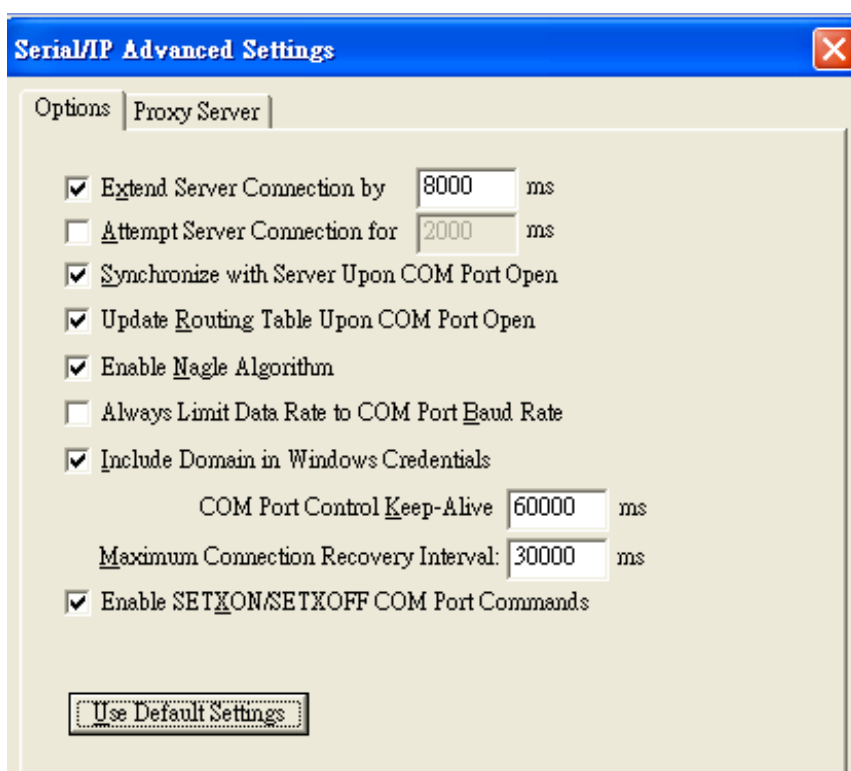 Serial/IP Advanced Settings
Options Proxy Server
Extend Server Connection by 8000 ms
Attempt Server Connection for 2000 ms
Synchronize with Server Upon COM Port Open
Update Routing Table Upon COM Port Open
Enable Nagle Algorithm
Always Limit Data Rate to COM Port Baud Rate
Include Domain in Windows Credentials
COM Port Control Keep-Alive 60000 ms
Maximum Connection Recovery Interval: 30000 ms
Enable SETXON/SETXOFF COM Port Commands
Use Default Settings